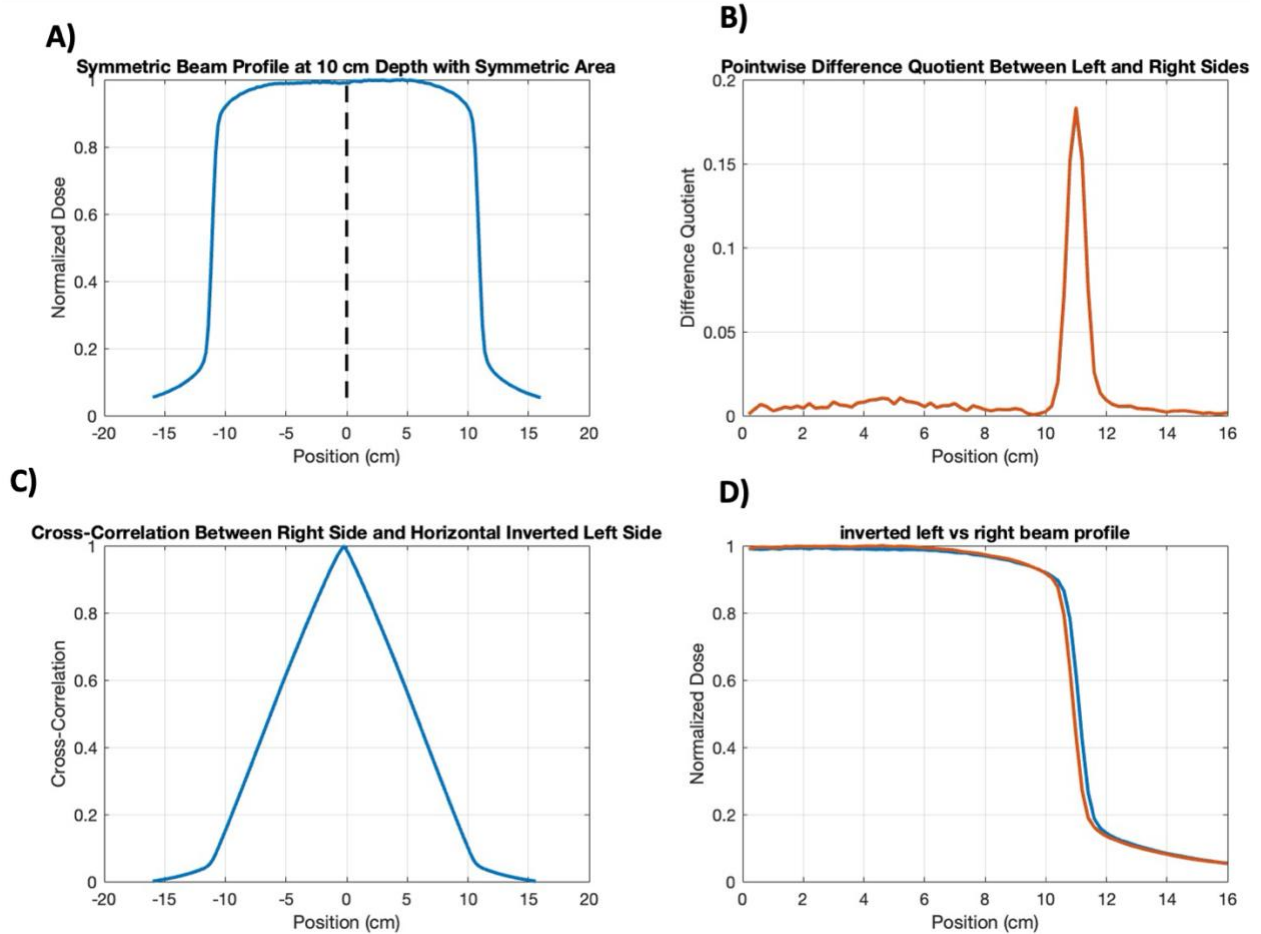 A)
Symmetric Beam Profile at 10 cm Depth with Symmetric Area
1
0.8
0.6
0.4
0.2
0
Normalized Dose
-20 -15 -10 -5 0 5 10 15 20
Position (cm)
B)
Pointwise Difference Quotient Between Left and Right Sides
0.2
0.15
0.1
0.05
0
Difference Quotient
0 2 4 6 8 10 12 14 16
Position (cm)
C)
Cross-Correlation Between Right Side and Horizontal Inverted Left Side
1
0.8
0.6
0.4
0.2
0
Cross-Correlation
-20 -15 -10 -5 0 5 10 15 20
Position (cm)
D)
inverted left vs right beam profile
1
0.8
0.6
0.4
0.2
0
Normalized Dose
0 2 4 6 8 10 12 14 16
Position (cm)